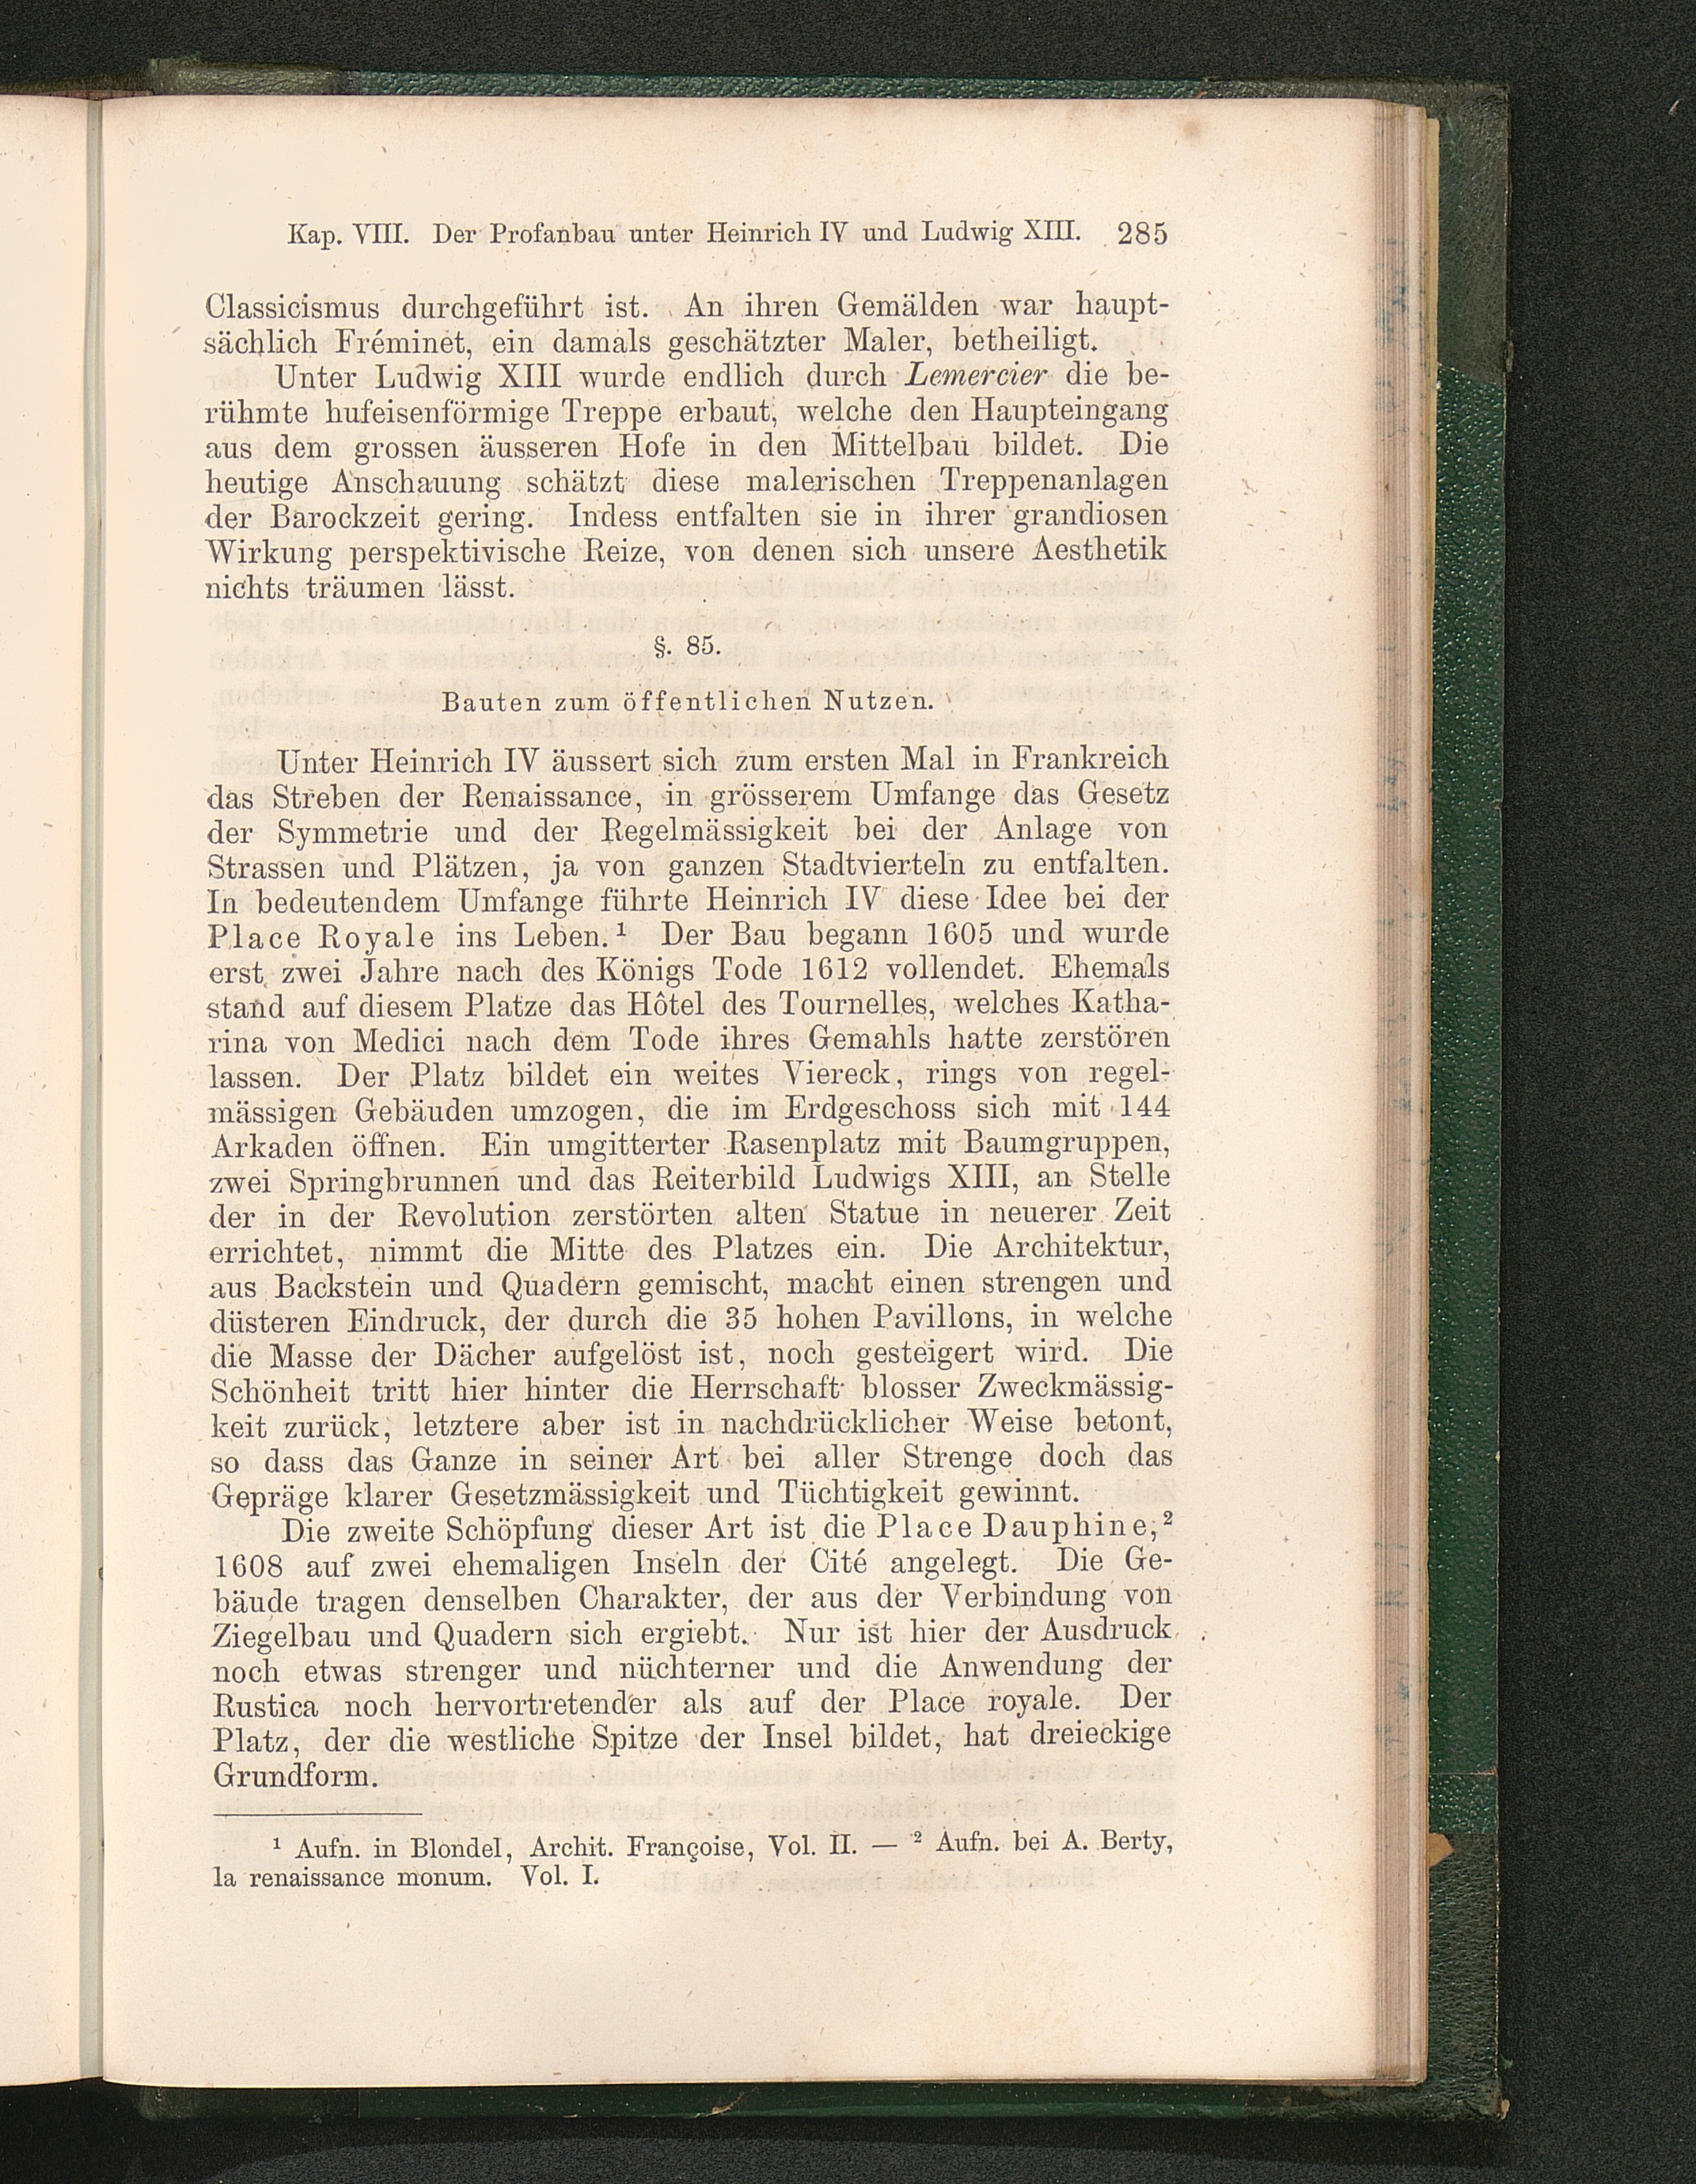 Kap. VIII. Der Profanbau unter Heinrich IV und Ludwig XIII. 285
Classicismus durchgeführt ist. An ihren Gemälden war haupt-
sächlich Fréminet, ein damals geschätzter Maler, betheiligt.
Unter Ludwig XIII wurde endlich durch Lemercier die be-
rühmte hufeisenförmige Treppe erbaut, welche den Haupteingang
aus dem grossen äusseren Hofe in den Mittelbau bildet. Die
heutige Anschauung schätzt diese malerischen Treppenanlagen
der Barockzeit gering. Indess entfalten sie in ihrer grandiosen
Wirkung perspektivische Reize, von denen sich unsere Aesthetik
nichts träumen lässt.
§. 85.
Bauten zum öffentlichen Nutzen.
Unter Heinrich IV äussert sich zum ersten Mal in Frankreich
das Streben der Renaissance, in grösserem Umfange das Gesetz
der Symmetrie und der Regelmässigkeit bei der Anlage von
Strassen und Plätzen, ja von ganzen Stadtvierteln zu entfalten.
In bedeutendem Umfange führte Heinrich IV diese Idee bei der
Place Royale ins Leben.¹ Der Bau begann 1605 und wurde
erst zwei Jahre nach des Königs Tode 1612 vollendet. Ehemals
stand auf diesem Platze das Hôtel des Tournelles, welches Katha-
rina von Medici nach dem Tode ihres Gemahls hatte zerstören
lassen. Der Platz bildet ein weites Viereck, rings von regel-
mässigen Gebäuden umzogen, die im Erdgeschoss sich mit 144
Arkaden öffnen. Ein umgitterter Rasenplatz mit Baumgruppen,
zwei Springbrunnen und das Reiterbild Ludwigs XIII, an Stelle
der in der Revolution zerstörten alten Statue in neuerer Zeit
errichtet, nimmt die Mitte des Platzes ein. Die Architektur,
aus Backstein und Quadern gemischt, macht einen strengen und
düsteren Eindruck, der durch die 35 hohen Pavillons, in welche
die Masse der Dächer aufgelöst ist, noch gesteigert wird. Die
Schönheit tritt hier hinter die Herrschaft blosser Zweckmässig-
keit zurück, letztere aber ist in nachdrücklicher Weise betont,
so dass das Ganze in seiner Art bei aller Strenge doch das
Gepräge klarer Gesetzmässigkeit und Tüchtigkeit gewinnt.
Die zweite Schöpfung dieser Art ist die Place Dauphine,²
1608 auf zwei ehemaligen Inseln der Cité angelegt. Die Ge-
bäude tragen denselben Charakter, der aus der Verbindung von
Ziegelbau und Quadern sich ergiebt. Nur ist hier der Ausdruck
noch etwas strenger und nüchterner und die Anwendung der
Rustica noch hervortretender als auf der Place royale. Der
Platz, der die westliche Spitze der Insel bildet, hat dreieckige
Grundform.
¹ Aufn. in Blondel, Archit. Françoise, Vol. II. — ² Aufn. bei A. Berty,
la renaissance monum. Vol. I.